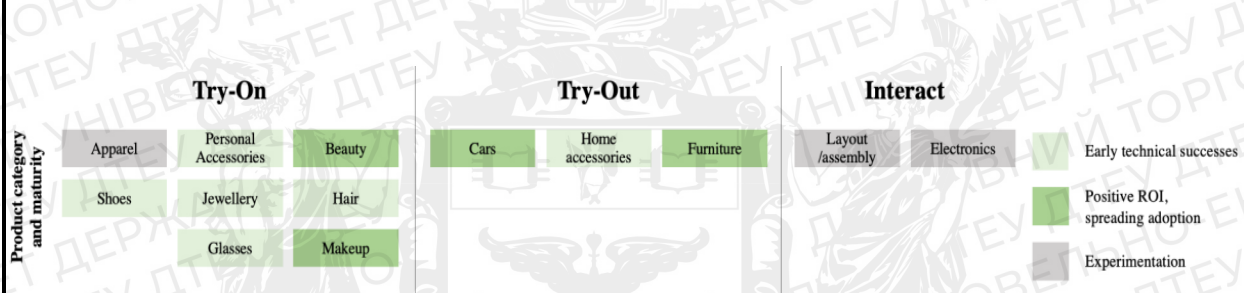 Try-On
Try-Out
Interact
Product category
and maturity
Apparel
Personal
Accessories
Beauty
Cars
Home
accessories
Furniture
Layout
/assembly
Electronics
Early technical successes
Shoes
Jewellery
Hair
Positive ROI,
spreading adoption
Glasses
Makeup
Experimentation